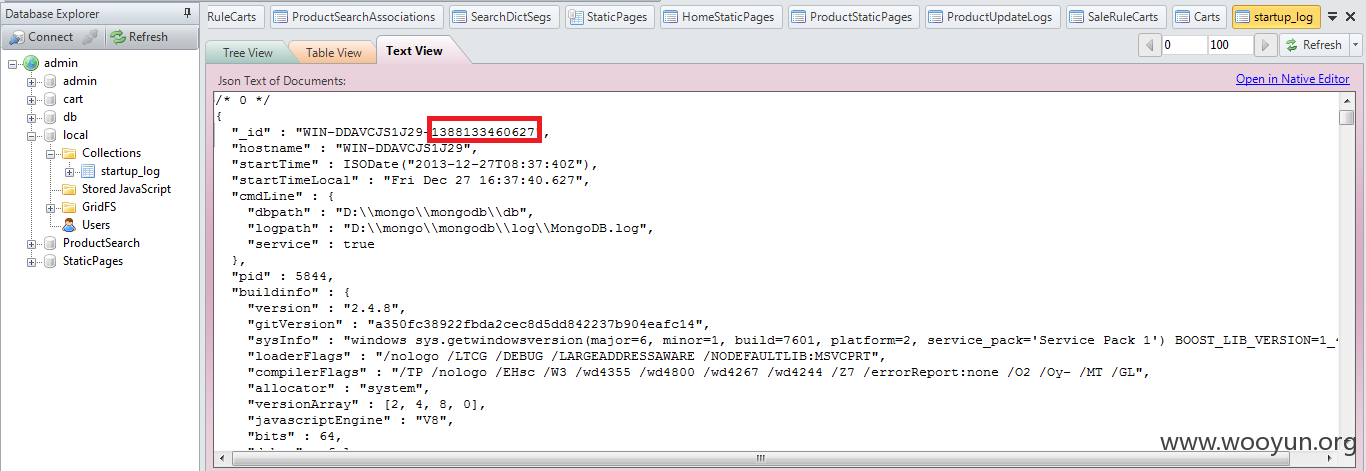 Database Explorer
RuleCarts ProductSearchAssociations SearchDictSegs StaticPages HomeStaticPages ProductStaticPages ProductUpdateLogs SaleRuleCarts Carts startup_log
Connect Refresh
Tree View Table View Text View 0 100 Refresh
admin
admin
cart
db
local
Collections
startup_log
Stored JavaScript
GridFS
Users
ProductSearch
StaticPages
Json Text of Documents: Open in Native Editor
/* 0 */
{
"_id" : "WIN-DDAVCJS1J29-1388133460627",
"hostname" : "WIN-DDAVCJS1J29",
"startTime" : ISODate("2013-12-27T08:37:40Z"),
"startTimeLocal" : "Fri Dec 27 16:37:40.627",
"cmdLine" : {
"dbpath" : "D:\\mongo\\mongodb\\db",
"logpath" : "D:\\mongo\\mongodb\\log\\MongoDB.log",
"service" : true
},
"pid" : 5844,
"buildinfo" : {
"version" : "2.4.8",
"gitVersion" : "a350fc38922fbda2cec8d5dd842237b904eafc14",
"sysInfo" : "windows sys.getwindowsversion(major=6, minor=1, build=7601, platform=2, service_pack='Service Pack 1') BOOST_LIB_VERSION=1_4
"loaderFlags" : "/nologo /LTCG /DEBUG /LARGEADDRESSAWARE /NODEFAULTLIB:MSVCPRT",
"compilerFlags" : "/TP /nologo /EHsc /W3 /wd4355 /wd4800 /wd4267 /wd4244 /Z7 /errorReport:none /O2 /Oy- /MT /GL",
"allocator" : "system",
"versionArray" : [2, 4, 8, 0],
"javascriptEngine" : "V8",
"bits" : 64,
www.wooyun.org